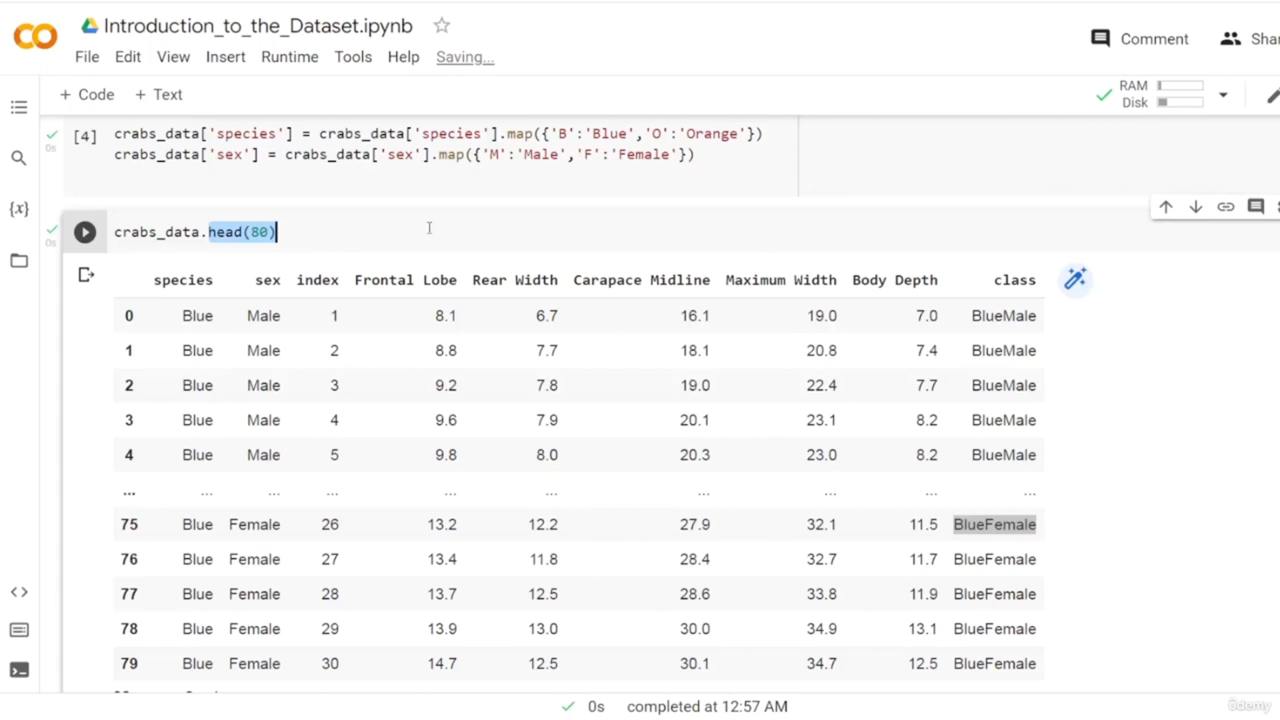 Introduction_to_the_Dataset.ipynb
Comment
File Edit View Insert Runtime Tools Help Saving...
+ Code + Text
RAM
Disk
[4]
0s
crabs_data['species'] = crabs_data['species'].map({'B':'Blue','O':'Orange'})
crabs_data['sex'] = crabs_data['sex'].map({'M':'Male','F':'Female'})
{x}
0s
crabs_data.head(80)
species sex index Frontal Lobe Rear Width Carapace Midline Maximum Width Body Depth class
0 Blue Male 1 8.1 6.7 16.1 19.0 7.0 BlueMale
1 Blue Male 2 8.8 7.7 18.1 20.8 7.4 BlueMale
2 Blue Male 3 9.2 7.8 19.0 22.4 7.7 BlueMale
3 Blue Male 4 9.6 7.9 20.1 23.1 8.2 BlueMale
4 Blue Male 5 9.8 8.0 20.3 23.0 8.2 BlueMale
... ... ... ... ... ... ... ... ... ...
75 Blue Female 26 13.2 12.2 27.9 32.1 11.5 BlueFemale
76 Blue Female 27 13.4 11.8 28.4 32.7 11.7 BlueFemale
77 Blue Female 28 13.7 12.5 28.6 33.8 11.9 BlueFemale
78 Blue Female 29 13.9 13.0 30.0 34.9 13.1 BlueFemale
79 Blue Female 30 14.7 12.5 30.1 34.7 12.5 BlueFemale
0s completed at 12:57 AM
ûdemy